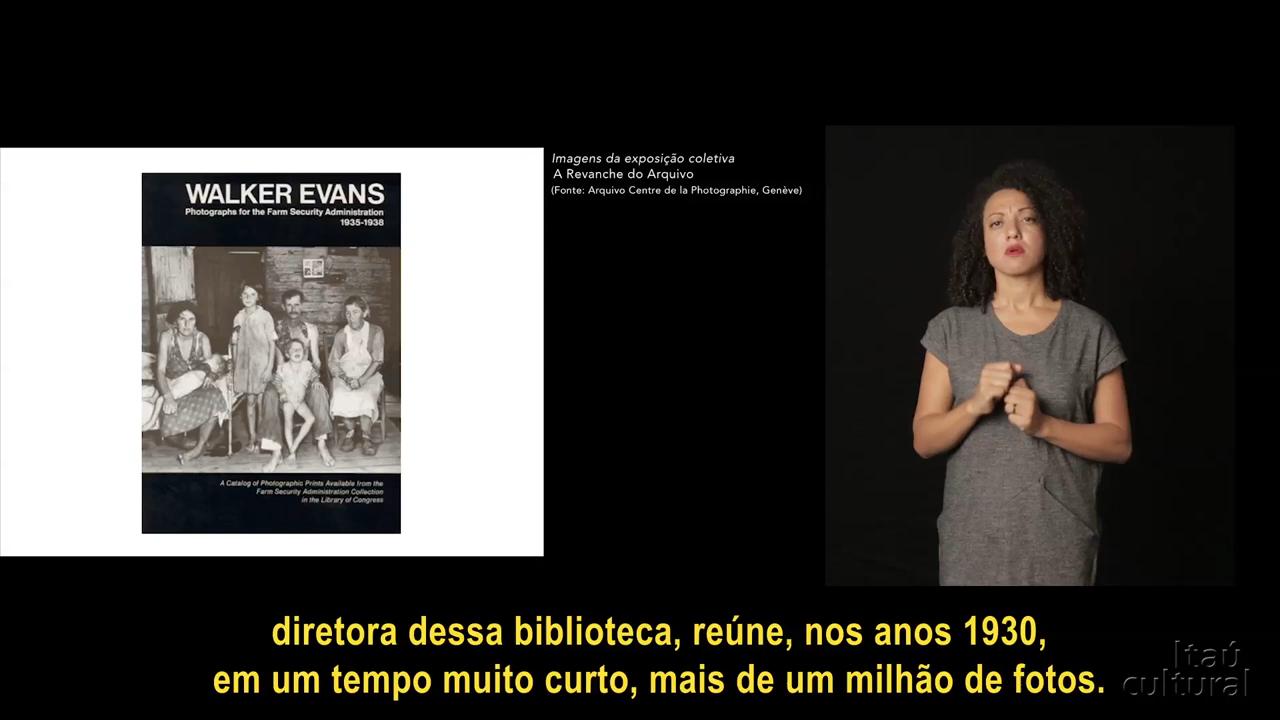 WALKER EVANS
Photographs for the Farm Security Administration
1935-1938
A Catalog of Photographic Prints Available from the
Farm Security Administration Collection
in the Library of Congress
Imagens da exposição coletiva
A Revanche do Arquivo
(Fonte: Arquivo Centre de la Photographie, Genève)
diretora dessa biblioteca, reúne, nos anos 1930,
em um tempo muito curto, mais de um milhão de fotos.
Itaú
cultural